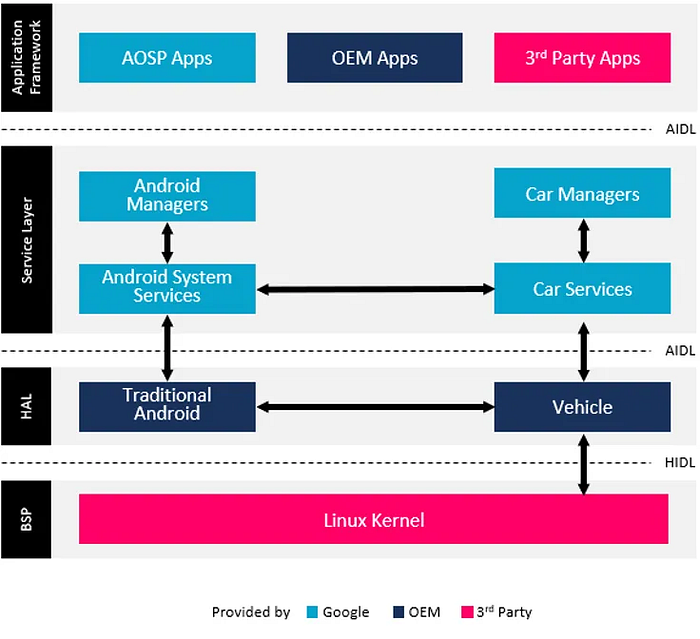 Application
Framework
AOSP Apps
OEM Apps
3rd Party Apps
AIDL
Service Layer
Android
Managers
Car Managers
Android System
Services
Car Services
AIDL
HAL
Traditional
Android
Vehicle
HIDL
BSP
Linux Kernel
Provided by Google OEM 3rd Party